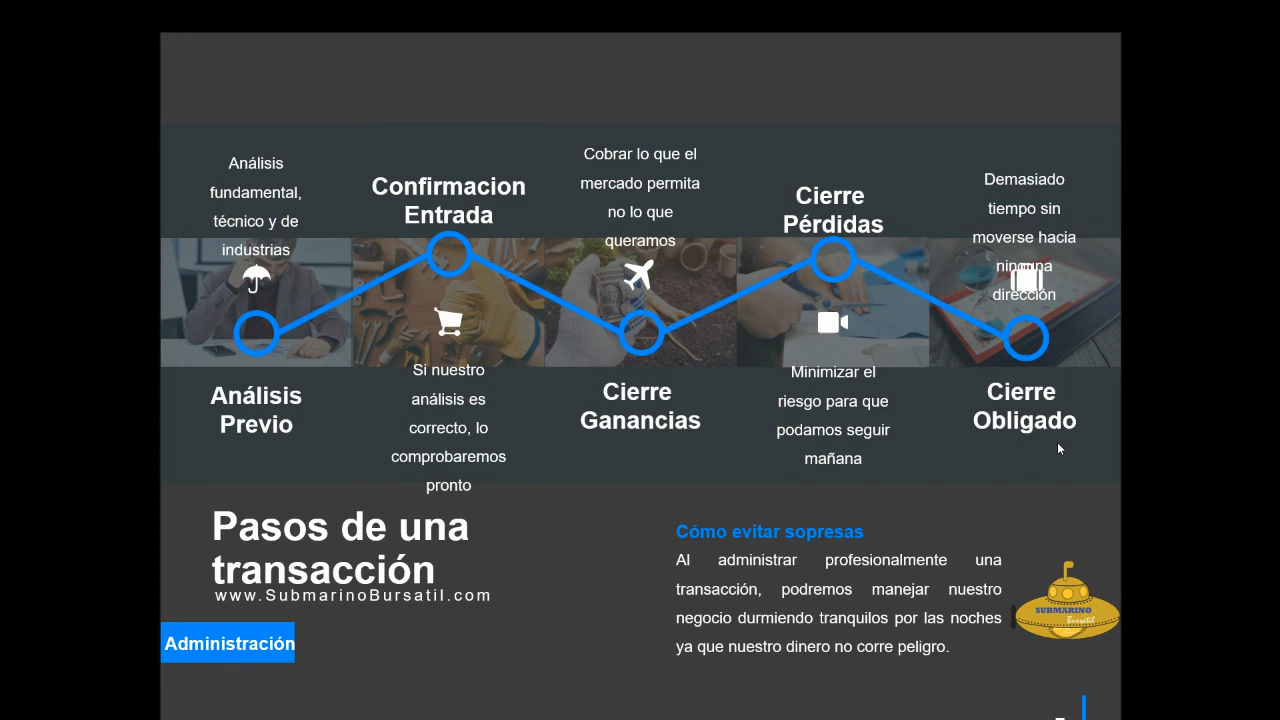 Análisis
fundamental,
técnico y de
industrias
Análisis
Previo
Confirmacion
Entrada
Si nuestro
análisis es
correcto, lo
comprobaremos
pronto
Cobrar lo que el
mercado permita
no lo que
queramos
Cierre
Ganancias
Cierre
Pérdidas
Minimizar el
riesgo para que
podamos seguir
mañana
Demasiado
tiempo sin
moverse hacia
ninguna
dirección
Cierre
Obligado
Pasos de una
transacción
www.SubmarinoBursatil.com
Administración
Cómo evitar sopresas
Al administrar profesionalmente una
transacción, podremos manejar nuestro
negocio durmiendo tranquilos por las noches
ya que nuestro dinero no corre peligro.
SUBMARINO
Bursatil